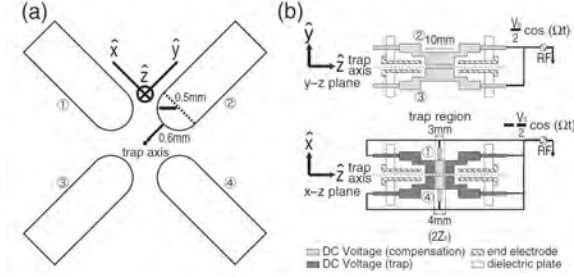 (a)
x̂
ŷ
ẑ
①
②
0.5mm
0.6mm
trap axis
③
④
(b)
ŷ
ẑ
trap
axis
y-z plane
②
10mm
③
V₀/2 cos (Ωt)
RF
trap region
3mm
x̂
ẑ
trap
axis
x-z plane
①
④
4mm
(2Z₀)
-V₀/2 cos (Ωt)
RF
DC Voltage (compensation)
end electrode
DC Voltage (trap)
dielectric plate